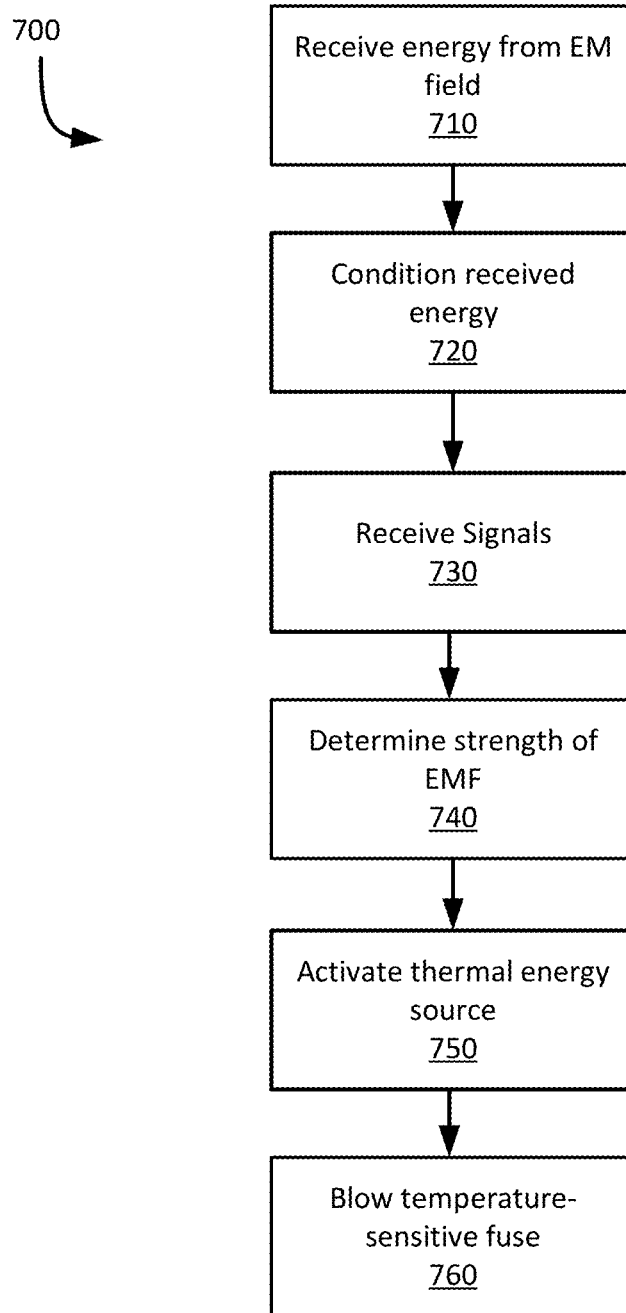 700
Receive energy from EM
field
710
Condition received
energy
720
Receive Signals
730
Determine strength of
EMF
740
Activate thermal energy
source
750
Blow temperature-
sensitive fuse
760